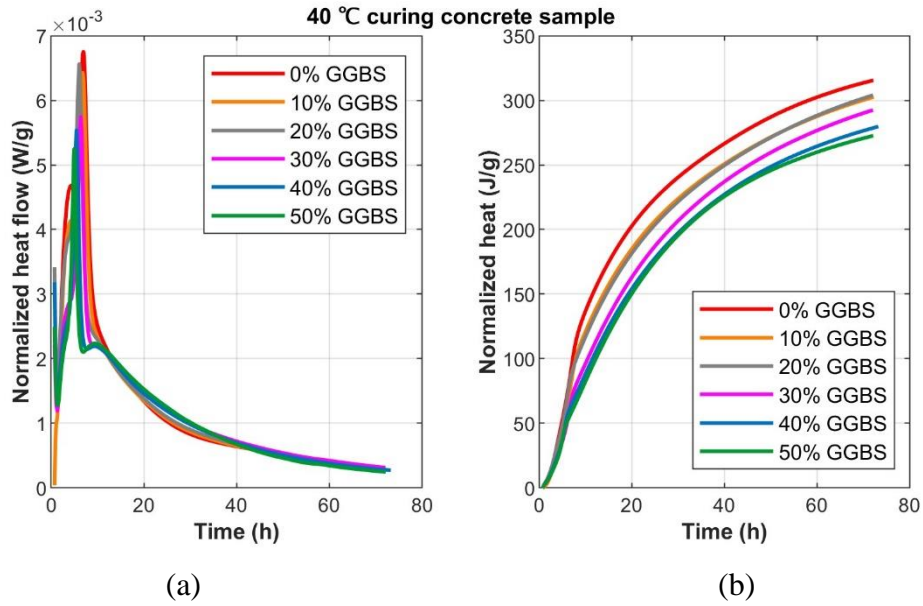 40 ℃ curing concrete sample
(a)
(b)
×10-3
7
6
5
4
3
2
1
0
Normalized heat flow (W/g)
0% GGBS
10% GGBS
20% GGBS
30% GGBS
40% GGBS
50% GGBS
0 20 40 60 80
Time (h)
350
300
250
200
150
100
50
0
Normalized heat (J/g)
0% GGBS
10% GGBS
20% GGBS
30% GGBS
40% GGBS
50% GGBS
0 20 40 60 80
Time (h)
(a)
(b)